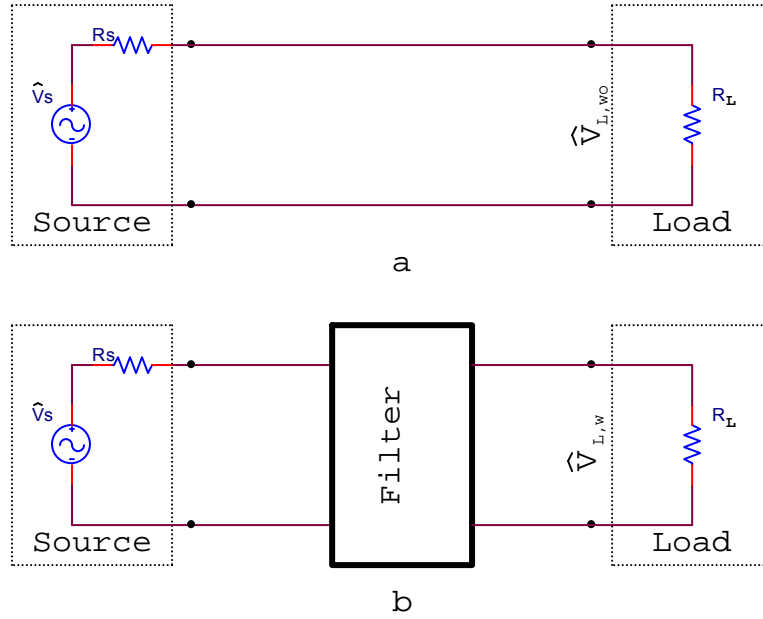 Rs
V̂s
V̂L,wo
RL
Source
Load
a
Rs
V̂s
Filter
V̂L,w
RL
Source
Load
b